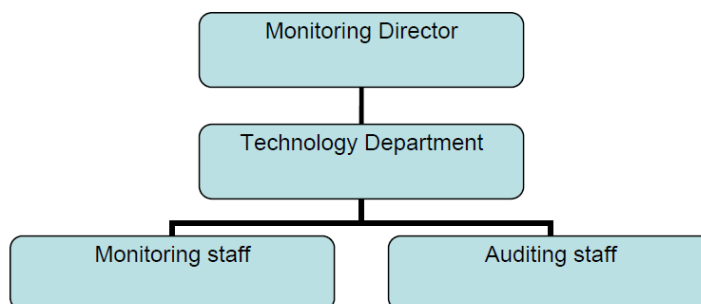 Monitoring Director
Technology Department
Monitoring staff
Auditing staff